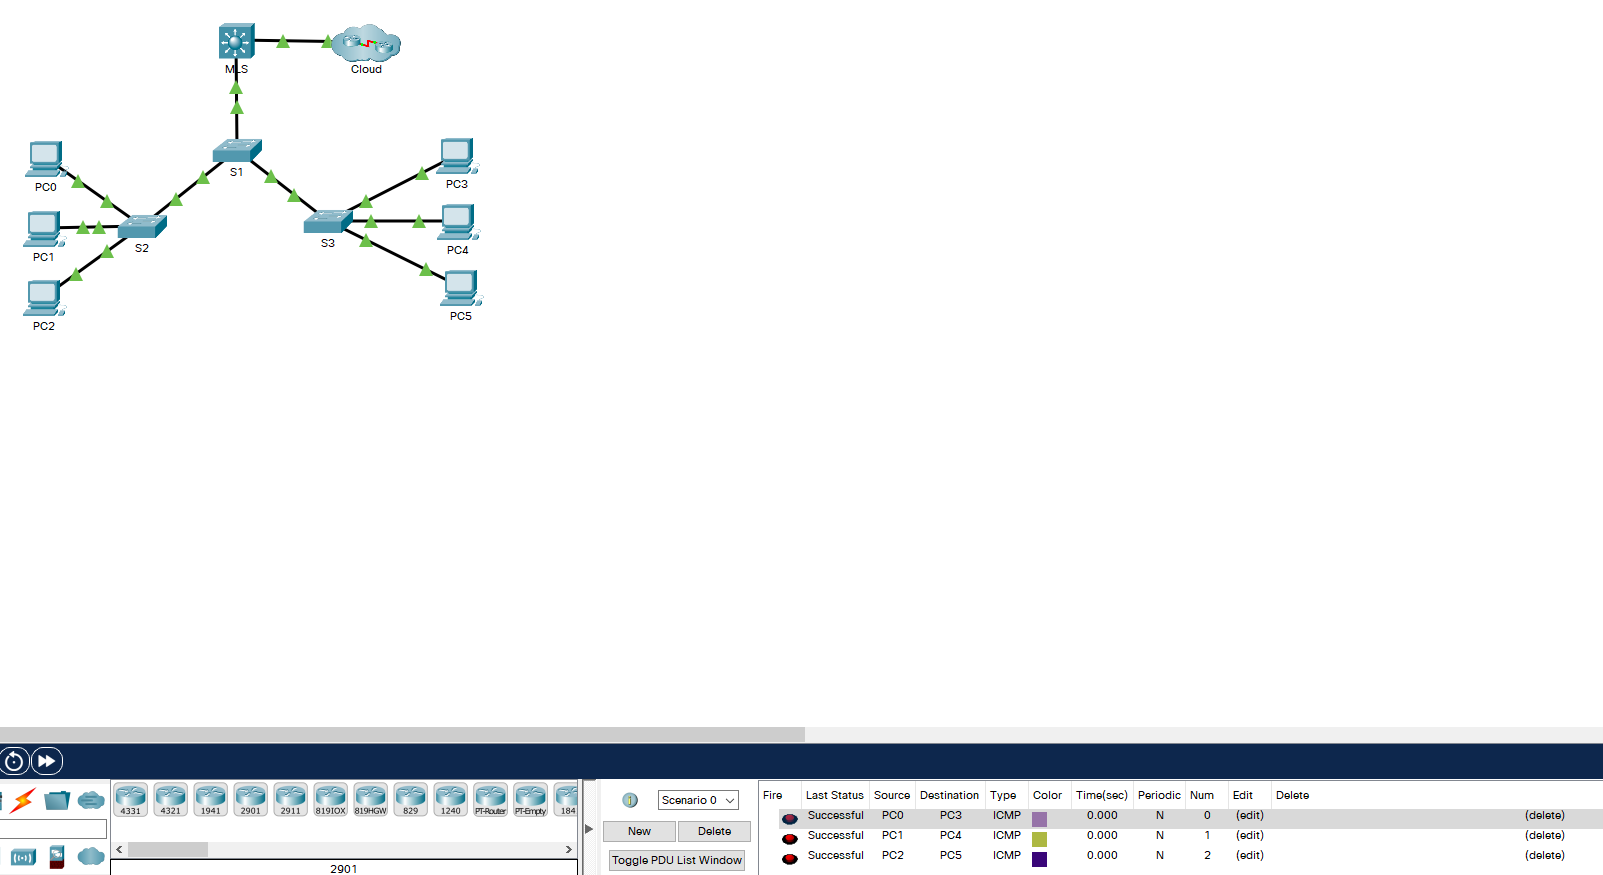 MLS
Cloud
S1
PC0
PC3
PC1
S2
S3
PC4
PC2
PC5
4331 4321 1941 2901 2911 819IOX 819HGW 829 1240 PT-Router PT-Empty 184
2901
Scenario 0
New Delete
Toggle PDU List Window
Fire Last Status Source Destination Type Color Time(sec) Periodic Num Edit Delete
Successful PC0 PC3 ICMP 0.000 N 0 (edit) (delete)
Successful PC1 PC4 ICMP 0.000 N 1 (edit) (delete)
Successful PC2 PC5 ICMP 0.000 N 2 (edit) (delete)